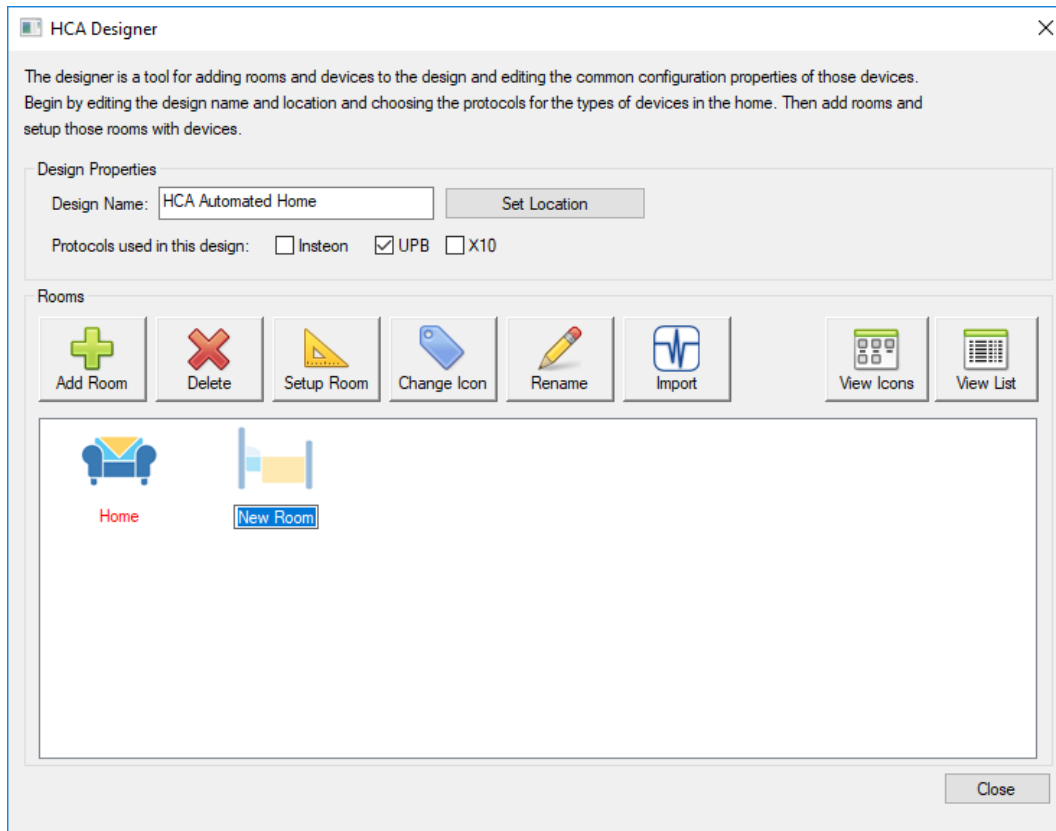 HCA Designer
The designer is a tool for adding rooms and devices to the design and editing the common configuration properties of those devices.
Begin by editing the design name and location and choosing the protocols for the types of devices in the home. Then add rooms and
setup those rooms with devices.
Design Properties
Design Name: HCA Automated Home Set Location
Protocols used in this design: Insteon UPB X10
Rooms
Add Room Delete Setup Room Change Icon Rename Import View Icons View List
Home New Room
Close